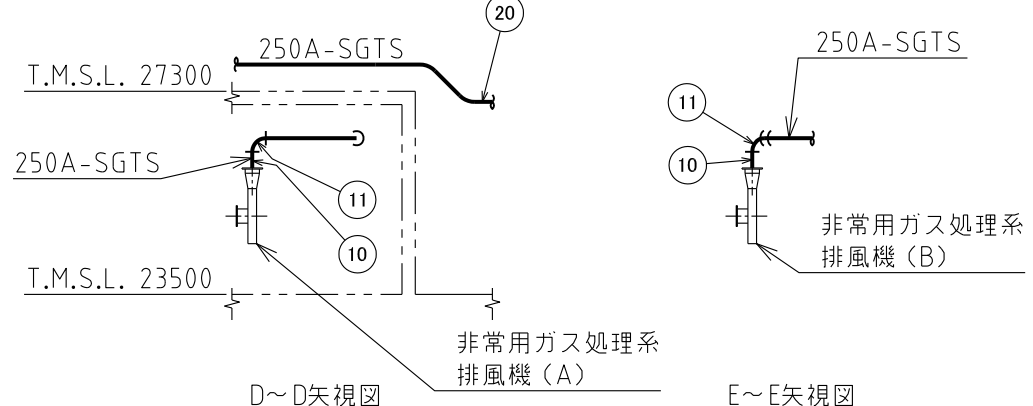 20
250A-SGTS
T.M.S.L. 27300
250A-SGTS
11
10
T.M.S.L. 23500
非常用ガス処理系
排風機（A）
D～D矢視図
250A-SGTS
11
10
非常用ガス処理系
排風機（B）
E～E矢視図